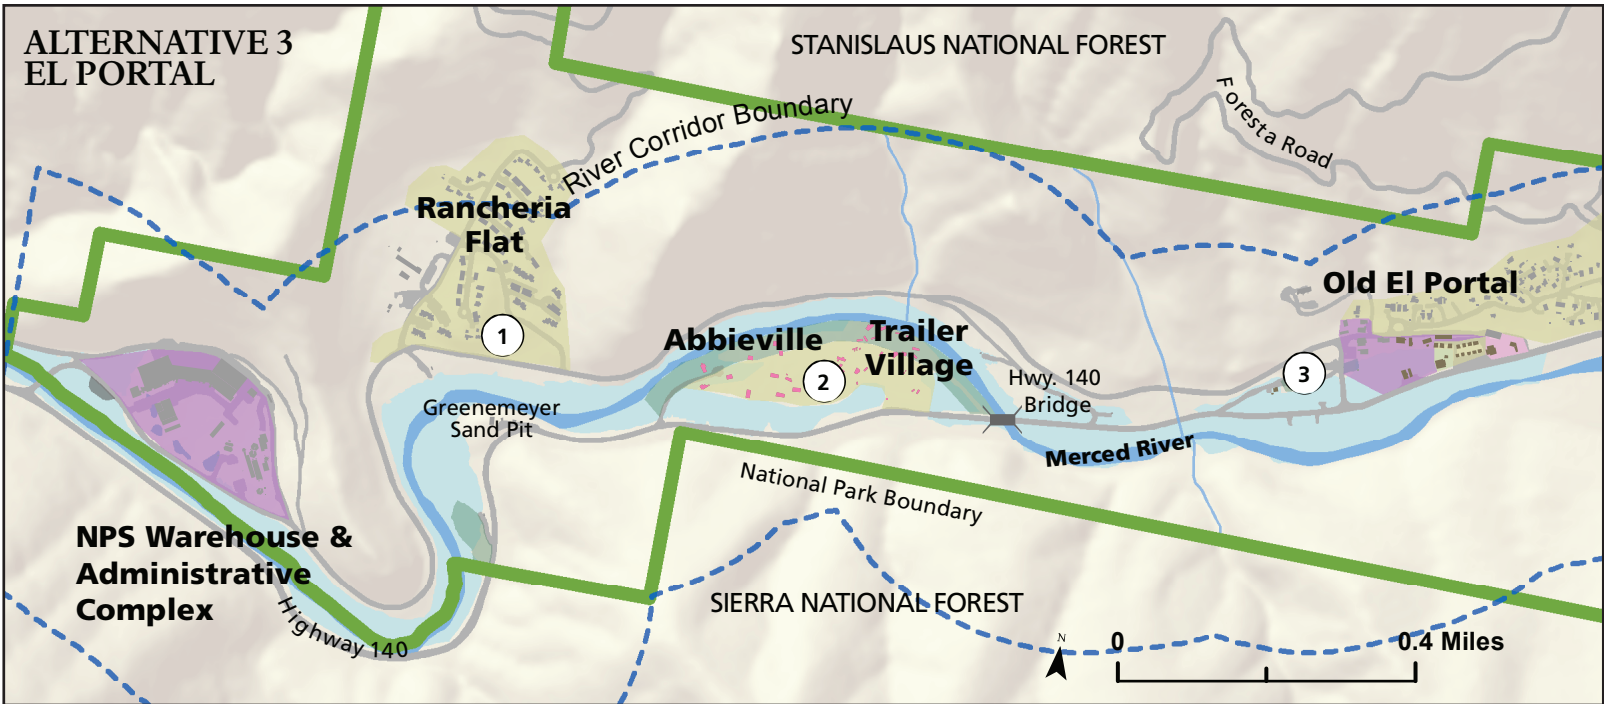 ALTERNATIVE 3
EL PORTAL
STANISLAUS NATIONAL FOREST
Foresta Road
River Corridor Boundary
Rancheria
Flat
1
Old El Portal
Abbieville
Trailer
Village
2
3
Hwy. 140
Bridge
Greenemeyer
Sand Pit
Merced River
National Park Boundary
NPS Warehouse &
Administrative
Complex
Highway 140
SIERRA NATIONAL FOREST
N
0
0.4 Miles